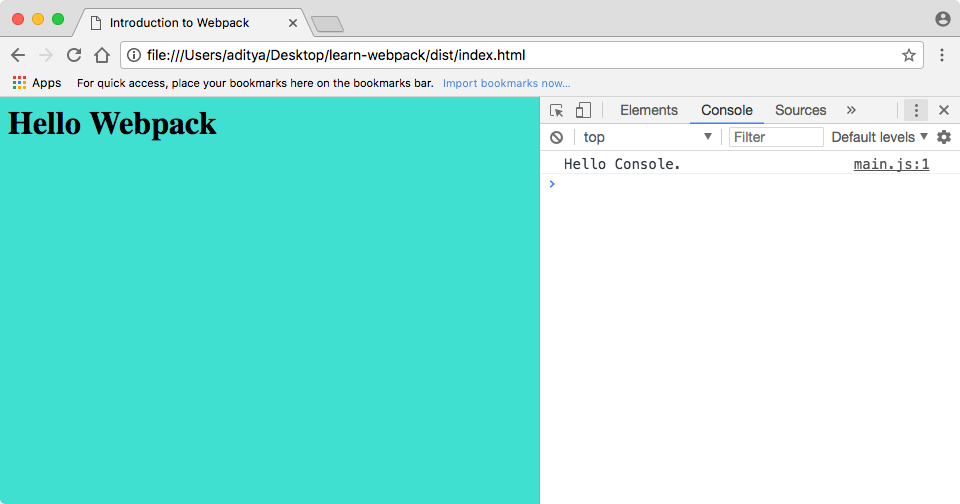 Introduction to Webpack
file:///Users/aditya/Desktop/learn-webpack/dist/index.html
Apps For quick access, place your bookmarks here on the bookmarks bar. Import bookmarks now...
Hello Webpack
Elements Console Sources »
top Filter Default levels
Hello Console. main.js:1